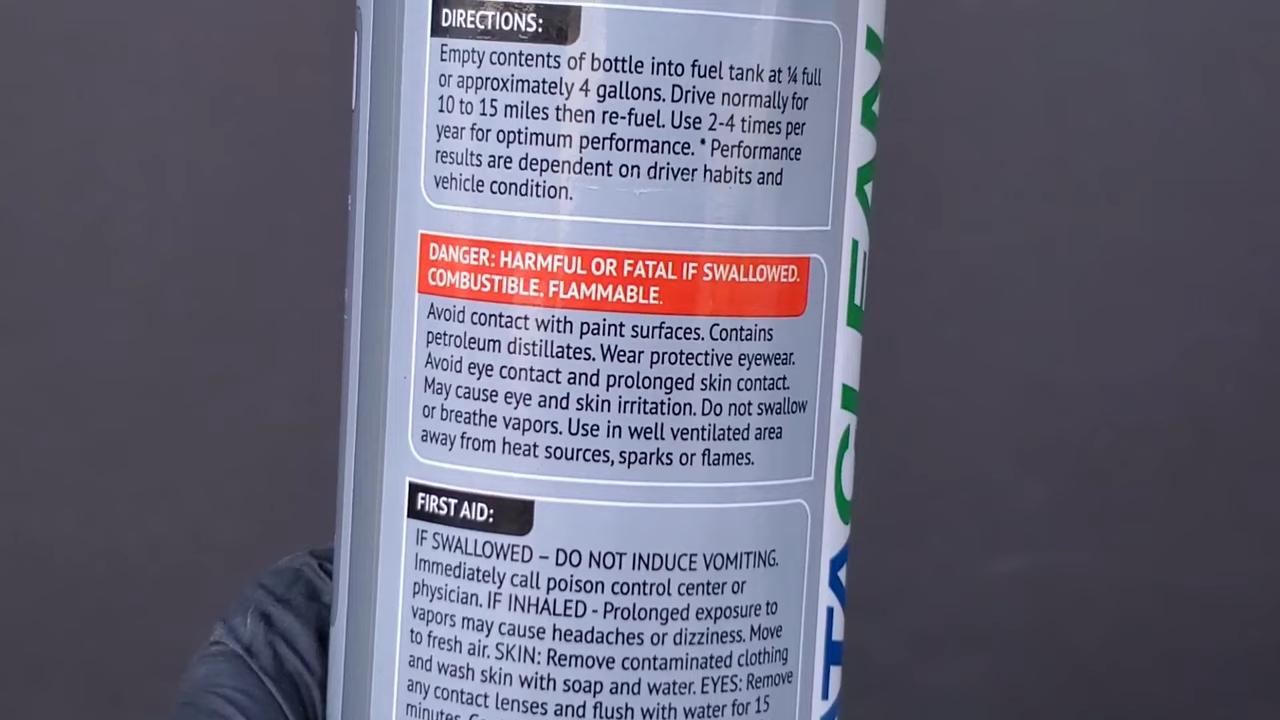 DIRECTIONS:
Empty contents of bottle into fuel tank at ¼ full
or approximately 4 gallons. Drive normally for
10 to 15 miles then re-fuel. Use 2-4 times per
year for optimum performance. * Performance
results are dependent on driver habits and
vehicle condition.
DANGER: HARMFUL OR FATAL IF SWALLOWED.
COMBUSTIBLE. FLAMMABLE.
Avoid contact with paint surfaces. Contains
petroleum distillates. Wear protective eyewear.
Avoid eye contact and prolonged skin contact.
May cause eye and skin irritation. Do not swallow
or breathe vapors. Use in well ventilated area
away from heat sources, sparks or flames.
FIRST AID:
IF SWALLOWED – DO NOT INDUCE VOMITING.
Immediately call poison control center or
physician. IF INHALED - Prolonged exposure to
vapors may cause headaches or dizziness. Move
to fresh air. SKIN: Remove contaminated clothing
and wash skin with soap and water. EYES: Remove
any contact lenses and flush with water for 15
minutes.
ATACLEAN